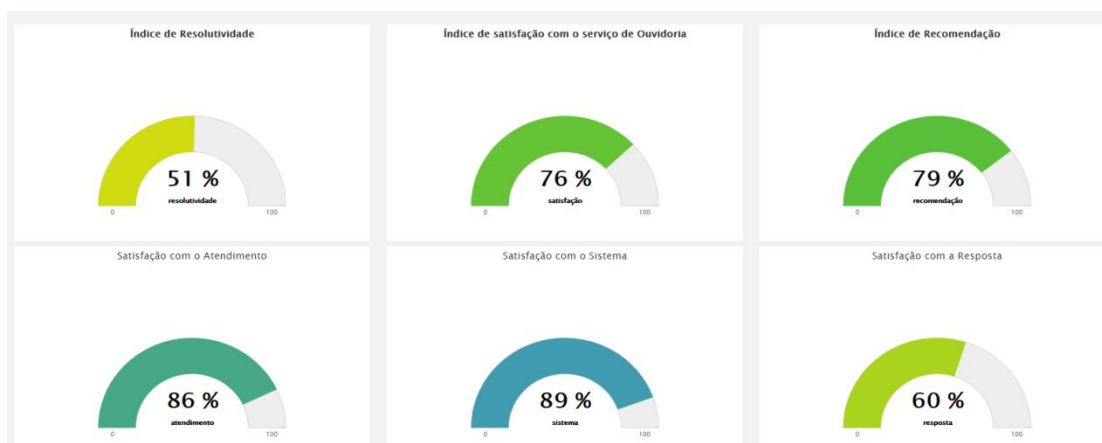 Índice de Resolutividade
51 %
resolutividade
0 100
Índice de satisfação com o serviço de Ouvidoria
76 %
satisfação
0 100
Índice de Recomendação
79 %
recomendação
0 100
Satisfação com o Atendimento
86 %
atendimento
0 100
Satisfação com o Sistema
89 %
sistema
0 100
Satisfação com a Resposta
60 %
resposta
0 100